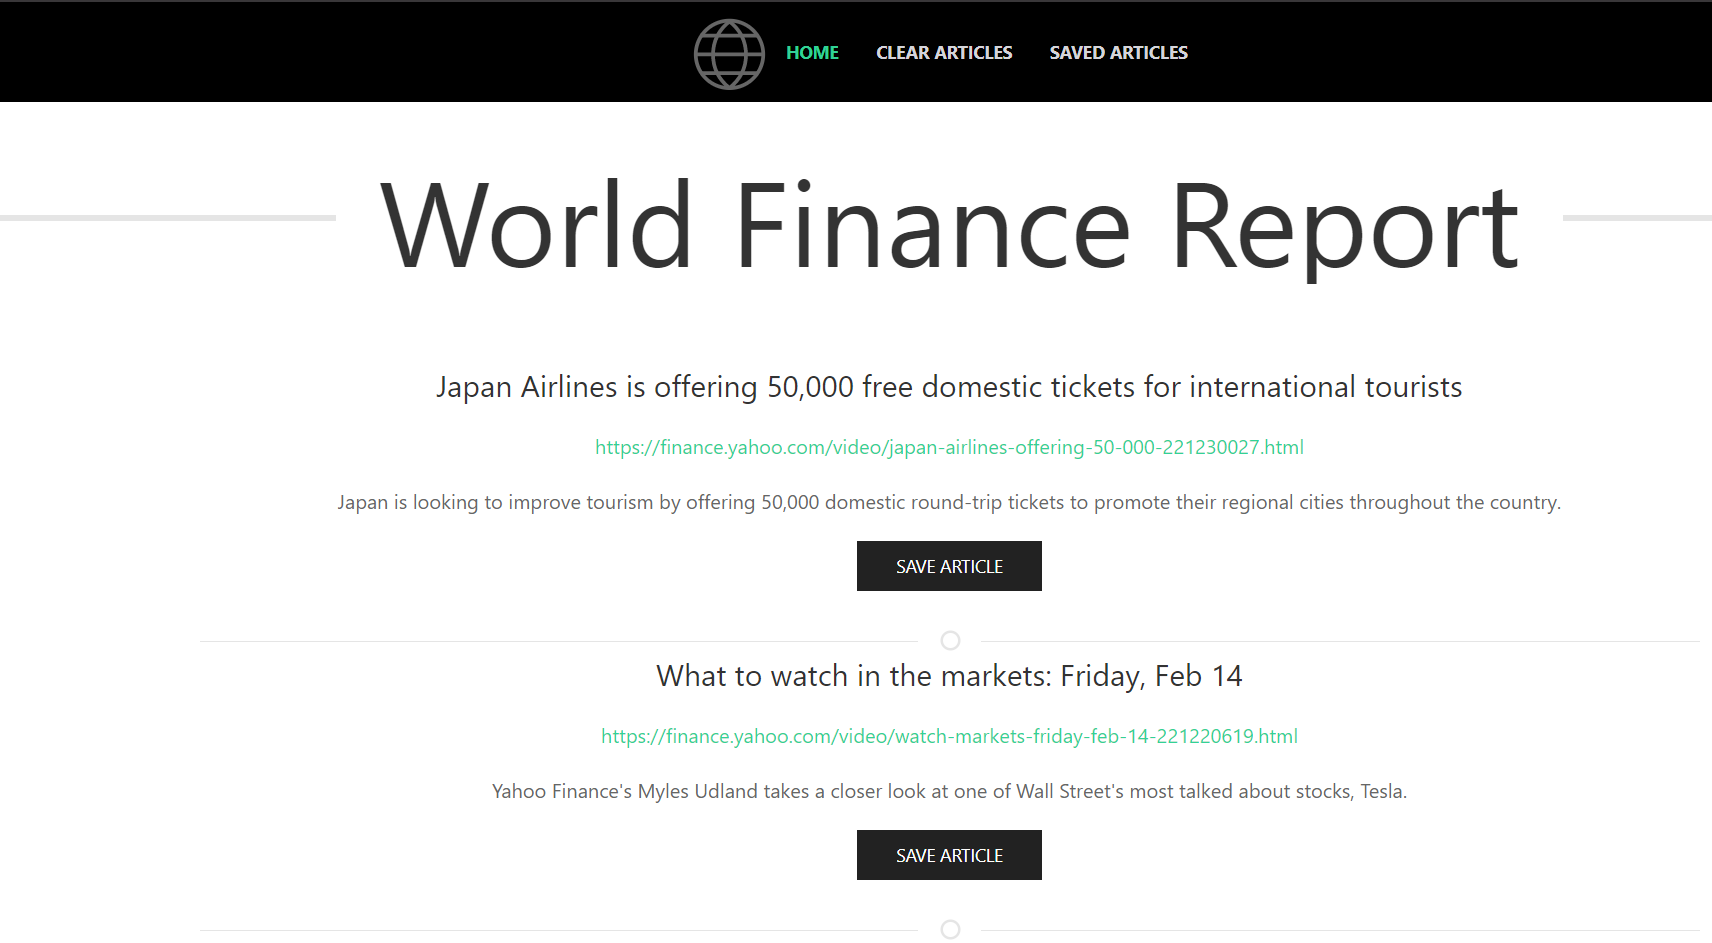 HOME CLEAR ARTICLES SAVED ARTICLES
World Finance Report
Japan Airlines is offering 50,000 free domestic tickets for international tourists
https://finance.yahoo.com/video/japan-airlines-offering-50-000-221230027.html
Japan is looking to improve tourism by offering 50,000 domestic round-trip tickets to promote their regional cities throughout the country.
SAVE ARTICLE
What to watch in the markets: Friday, Feb 14
https://finance.yahoo.com/video/watch-markets-friday-feb-14-221220619.html
Yahoo Finance's Myles Udland takes a closer look at one of Wall Street's most talked about stocks, Tesla.
SAVE ARTICLE